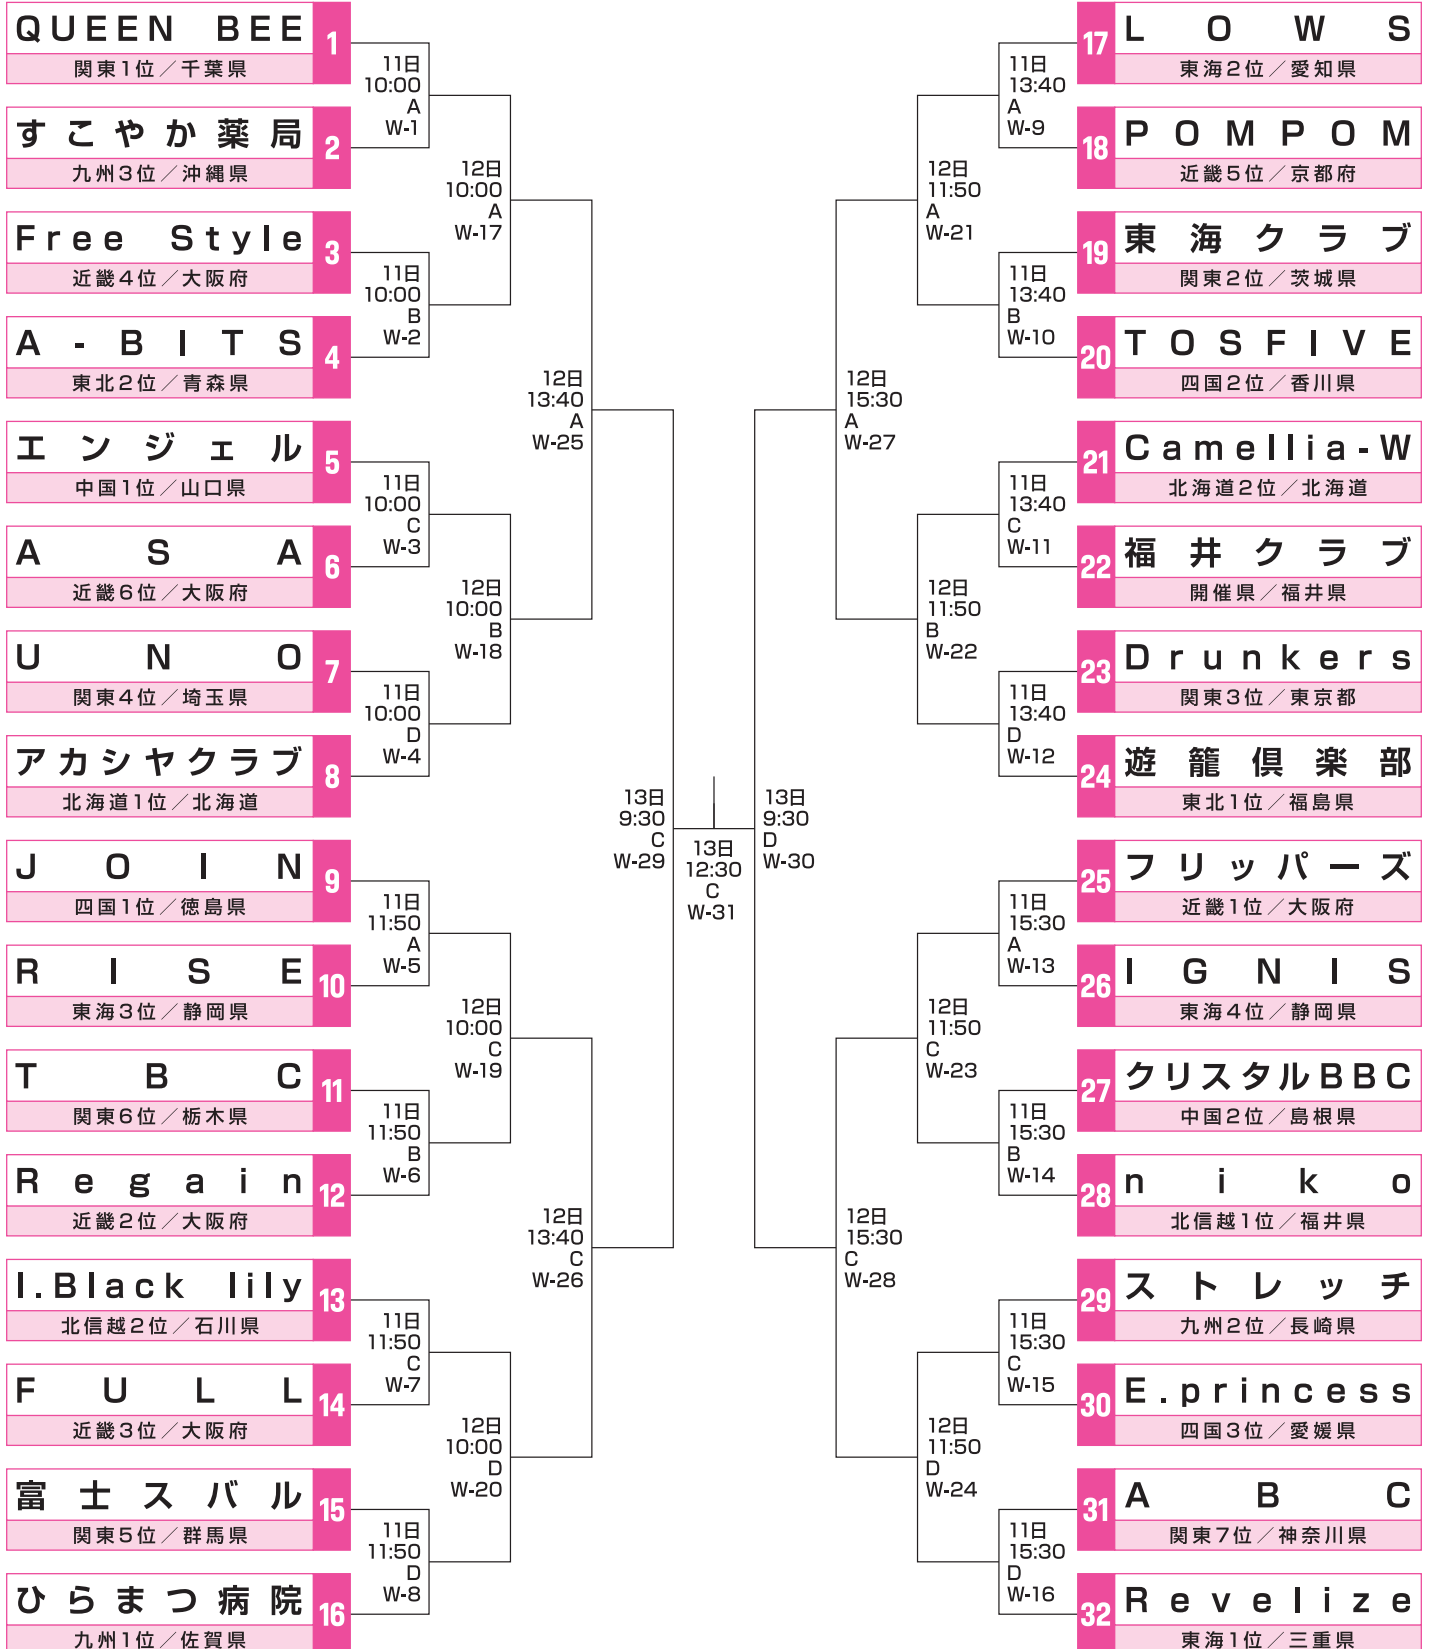 QUEEN BEE
関東1位／千葉県
1
すこやか薬局
九州3位／沖縄県
2
Free Style
近畿4位／大阪府
3
A-BITS
東北2位／青森県
4
エンジェル
中国1位／山口県
5
ASA
近畿6位／大阪府
6
UNO
関東4位／埼玉県
7
アカシヤクラブ
北海道1位／北海道
8
JOIN
四国1位／徳島県
9
RISE
東海3位／静岡県
10
TBC
関東6位／栃木県
11
Regain
近畿2位／大阪府
12
I.Black lily
北信越2位／石川県
13
FULL
近畿3位／大阪府
14
富士スバル
関東5位／群馬県
15
ひらまつ病院
九州1位／佐賀県
16
11日
10:00
A
W-1
11日
10:00
B
W-2
11日
10:00
C
W-3
11日
10:00
D
W-4
11日
11:50
A
W-5
11日
11:50
B
W-6
11日
11:50
C
W-7
11日
11:50
D
W-8
12日
10:00
A
W-17
12日
10:00
B
W-18
12日
10:00
C
W-19
12日
10:00
D
W-20
12日
13:40
A
W-25
12日
13:40
C
W-26
13日
9:30
C
W-29
13日
12:30
C
W-31
13日
9:30
D
W-30
12日
15:30
A
W-27
12日
15:30
C
W-28
12日
11:50
A
W-21
12日
11:50
B
W-22
12日
11:50
C
W-23
12日
11:50
D
W-24
11日
13:40
A
W-9
11日
13:40
B
W-10
11日
13:40
C
W-11
11日
13:40
D
W-12
11日
15:30
A
W-13
11日
15:30
B
W-14
11日
15:30
C
W-15
11日
15:30
D
W-16
17
LOWS
東海2位／愛知県
18
POMPOM
近畿5位／京都府
19
東海クラブ
関東2位／茨城県
20
TOSFIVE
四国2位／香川県
21
Camellia-W
北海道2位／北海道
22
福井クラブ
開催県／福井県
23
Drunkers
関東3位／東京都
24
遊籠倶楽部
東北1位／福島県
25
フリッパーズ
近畿1位／大阪府
26
IGNIS
東海4位／静岡県
27
クリスタルBBC
中国2位／島根県
28
niko
北信越1位／福井県
29
ストレッチ
九州2位／長崎県
30
E.princess
四国3位／愛媛県
31
ABC
関東7位／神奈川県
32
Revelize
東海1位／三重県